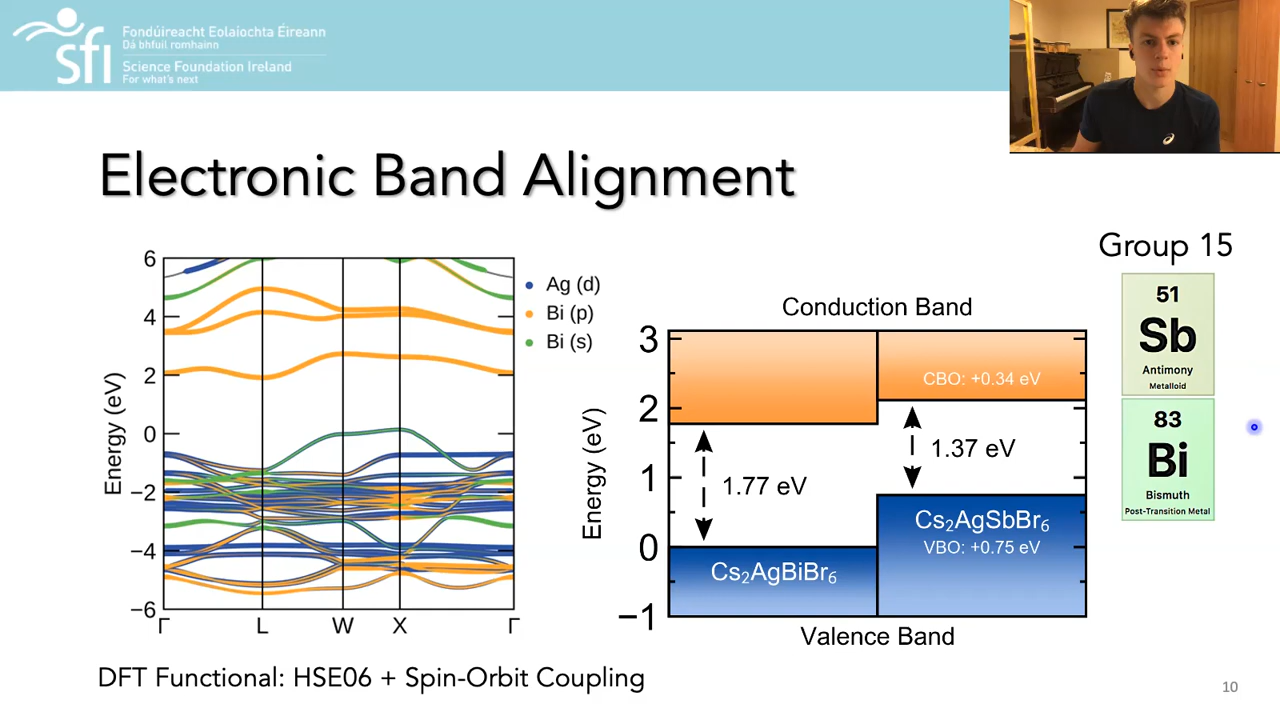 sfi
Fondúireacht Eolaíochta Éireann
Dá bhfuil romhainn
Science Foundation Ireland
For what's next
Electronic Band Alignment
Group 15
51
Sb
Antimony
Metalloid
83
Bi
Bismuth
Post-Transition Metal
6
4
2
0
−2
−4
−6
Energy (eV)
Γ L W X Γ
Ag (d)
Bi (p)
Bi (s)
Conduction Band
3
2
1
0
−1
Energy (eV)
CBO: +0.34 eV
1.77 eV
1.37 eV
Cs₂AgBiBr₆
Cs₂AgSbBr₆
VBO: +0.75 eV
Valence Band
DFT Functional: HSE06 + Spin-Orbit Coupling
10